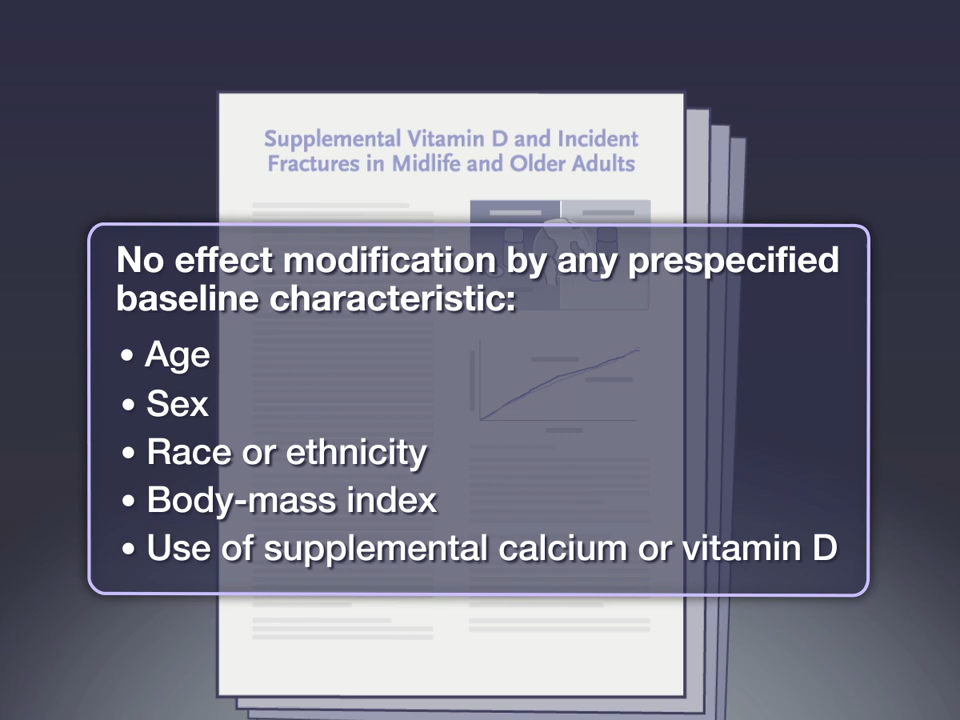 Supplemental Vitamin D and Incident
Fractures in Midlife and Older Adults
No effect modification by any prespecified
baseline characteristic:
• Age
• Sex
• Race or ethnicity
• Body-mass index
• Use of supplemental calcium or vitamin D